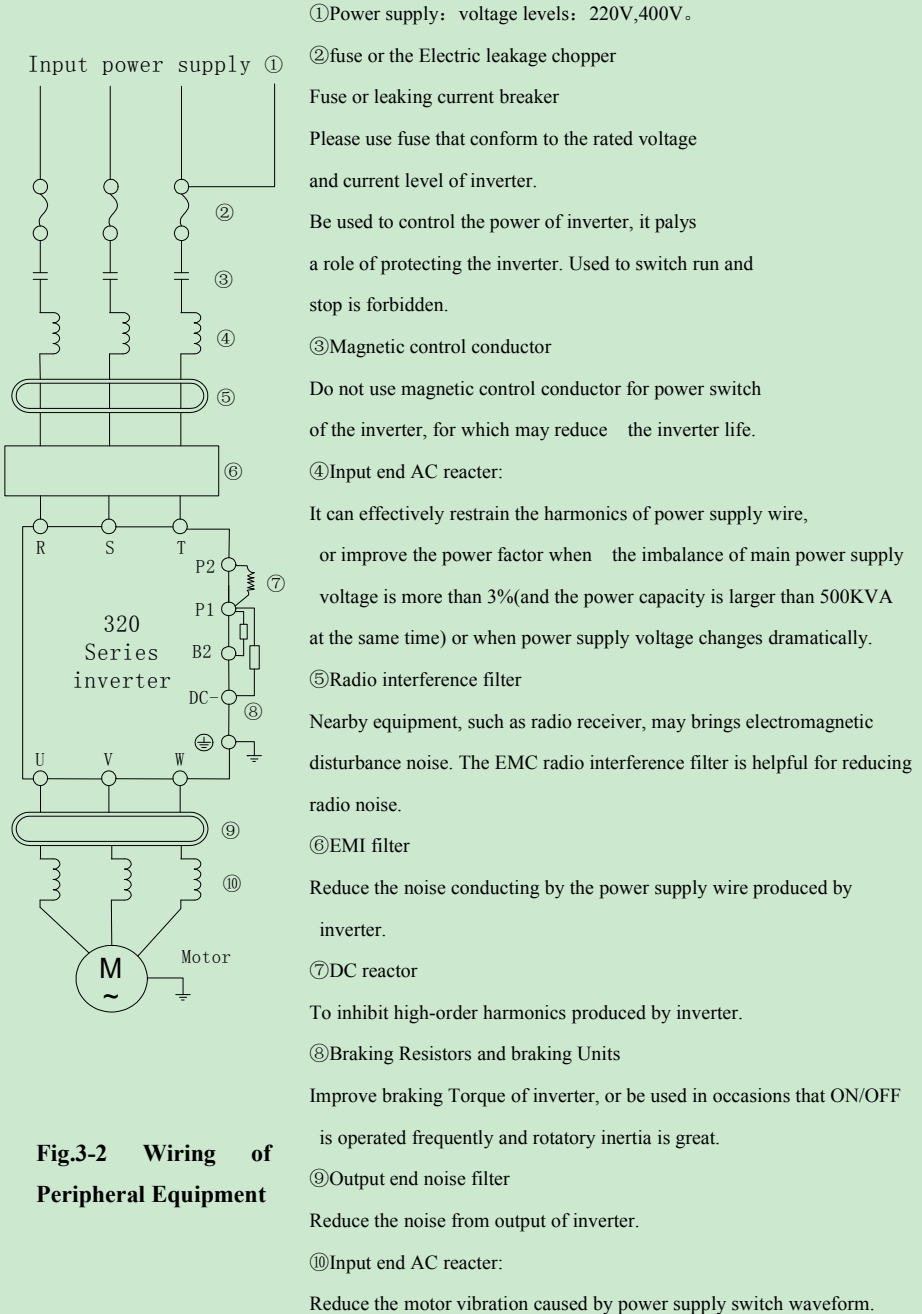 Input power supply ①
②
③
④
⑤
⑥
R S T
P2
⑦
P1
320
Series
inverter
B2
DC-
⑧
U V W
⑨
⑩
M
~
Motor
Fig.3-2 Wiring of
Peripheral Equipment
①Power supply：voltage levels：220V,400V。
②fuse or the Electric leakage chopper
Fuse or leaking current breaker
Please use fuse that conform to the rated voltage
and current level of inverter.
Be used to control the power of inverter, it palys
a role of protecting the inverter. Used to switch run and
stop is forbidden.
③Magnetic control conductor
Do not use magnetic control conductor for power switch
of the inverter, for which may reduce the inverter life.
④Input end AC reacter:
It can effectively restrain the harmonics of power supply wire,
or improve the power factor when the imbalance of main power supply
voltage is more than 3%(and the power capacity is larger than 500KVA
at the same time) or when power supply voltage changes dramatically.
⑤Radio interference filter
Nearby equipment, such as radio receiver, may brings electromagnetic
disturbance noise. The EMC radio interference filter is helpful for reducing
radio noise.
⑥EMI filter
Reduce the noise conducting by the power supply wire produced by
inverter.
⑦DC reactor
To inhibit high-order harmonics produced by inverter.
⑧Braking Resistors and braking Units
Improve braking Torque of inverter, or be used in occasions that ON/OFF
is operated frequently and rotatory inertia is great.
⑨Output end noise filter
Reduce the noise from output of inverter.
⑩Input end AC reacter:
Reduce the motor vibration caused by power supply switch waveform.